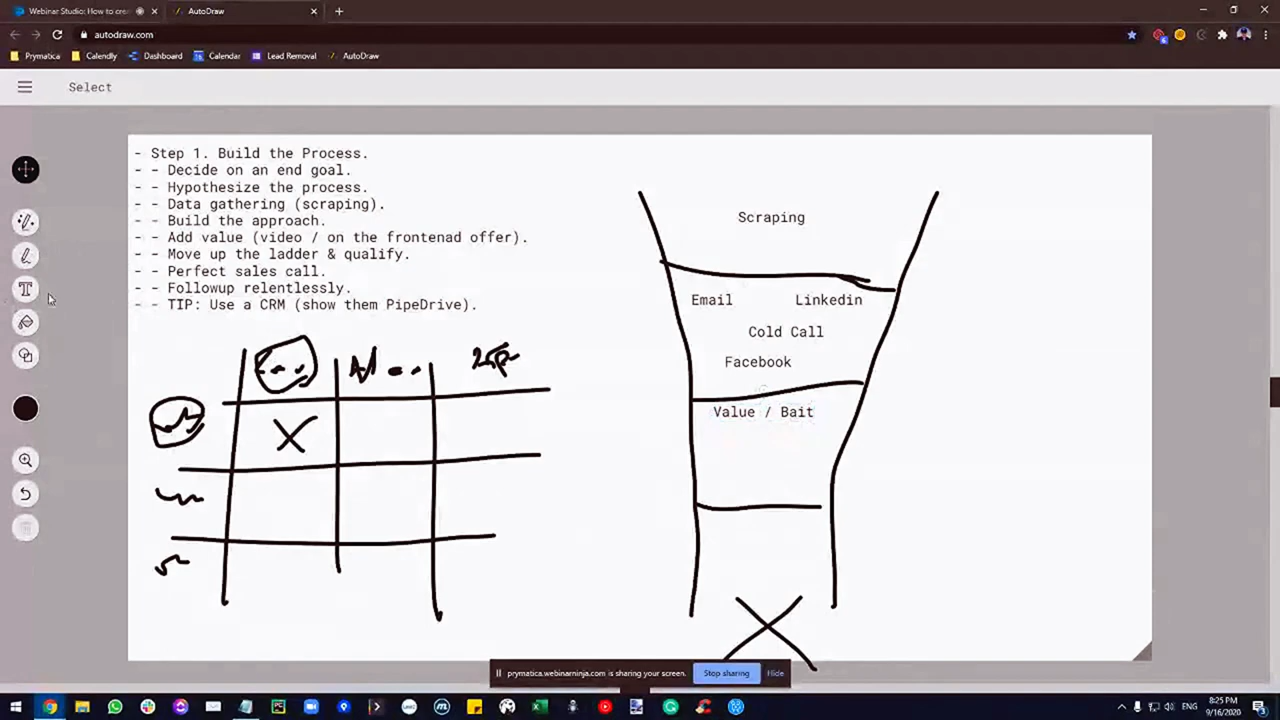 Webinar Studio: How to cre
AutoDraw
autodraw.com
Prymatica
Calendly
Dashboard
Calendar
Lead Removal
AutoDraw
Select
- Step 1. Build the Process.
- - Decide on an end goal.
- - Hypothesize the process.
- - Data gathering (scraping).
- - Build the approach.
- - Add value (video / on the frontenad offer).
- - Move up the ladder & qualify.
- - Perfect sales call.
- - Followup relentlessly.
- - TIP: Use a CRM (show them PipeDrive).
Scraping
Email Linkedin
Cold Call
Facebook
Value / Bait
prymatica.webinarninja.com is sharing your screen.
Stop sharing
Hide
ENG
8:25 PM
9/16/2020